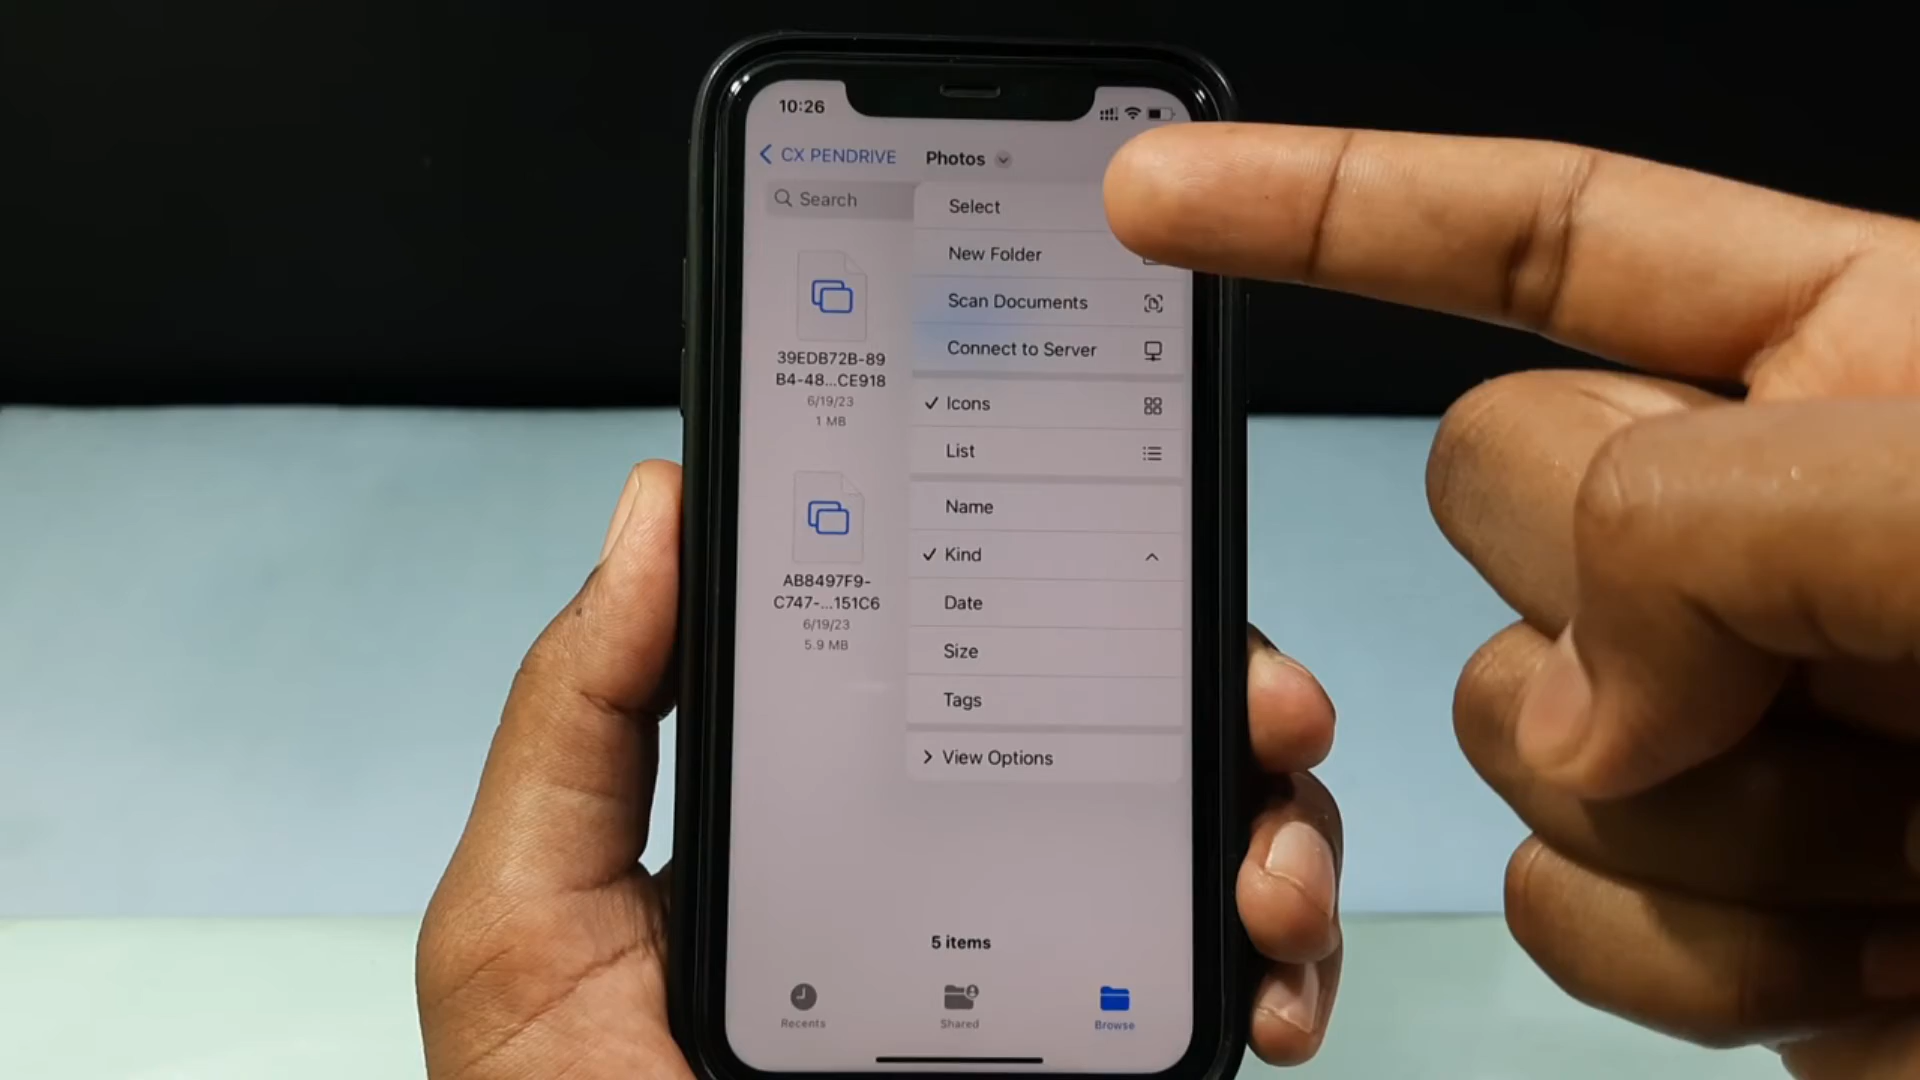 10:26
CX PENDRIVE
Photos
Search
Select
New Folder
Scan Documents
Connect to Server
Icons
List
Name
Kind
Date
Size
Tags
View Options
39EDB72B-89
B4-48...CE918
6/19/23
1 MB
AB8497F9-
C747-...151C6
6/19/23
5.9 MB
5 items
Recents
Shared
Browse